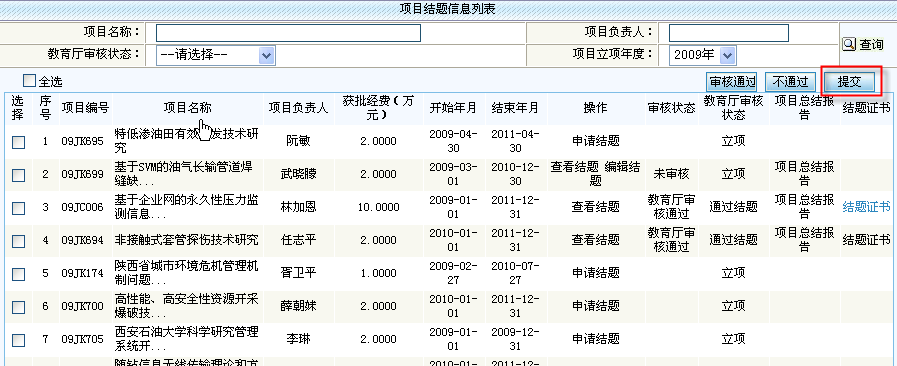 项目结题信息列表
项目名称： 项目负责人：
教育厅审核状态： --请选择-- 项目立项年度： 2009年 查询
全选 审核通过 不通过 提交
选择 序号 项目编号 项目名称 项目负责人 获批经费(万元) 开始年月 结束年月 操作 审核状态 教育厅审核状态 项目总结报告 结题证书
1 09JK695 特低渗油田有效 发技术研究 阮敏 2.0000 2009-04-30 2011-04-30 申请结题 立项
2 09JK699 基于SVM的油气长输管道焊缝缺... 武晓朦 2.0000 2009-03-01 2010-12-30 查看结题 编辑结题 未审核 立项 项目总结报告
3 09JC006 基于企业网的永久性压力监测信息... 林加恩 10.0000 2009-01-01 2011-12-31 查看结题 教育厅审核通过 通过结题 项目总结报告 结题证书
4 09JK694 非接触式套管探伤技术研究 任志平 2.0000 2010-01-01 2011-12-31 查看结题 教育厅审核通过 通过结题 项目总结报告 结题证书
5 09JK174 陕西省城市环境危机管理机制问题... 胥卫平 1.0000 2009-02-27 2010-07-27 申请结题 立项
6 09JK700 高性能、高安全性资源开采爆破技... 薛朝妹 2.0000 2010-01-01 2011-12-31 申请结题 立项
7 09JK705 西安石油大学科学研究管理系统开... 李琳 2.0000 2009-01-01 2009-12-31 申请结题 立项
随钻信息无线传输理论和方 2010-01- 2011-12-